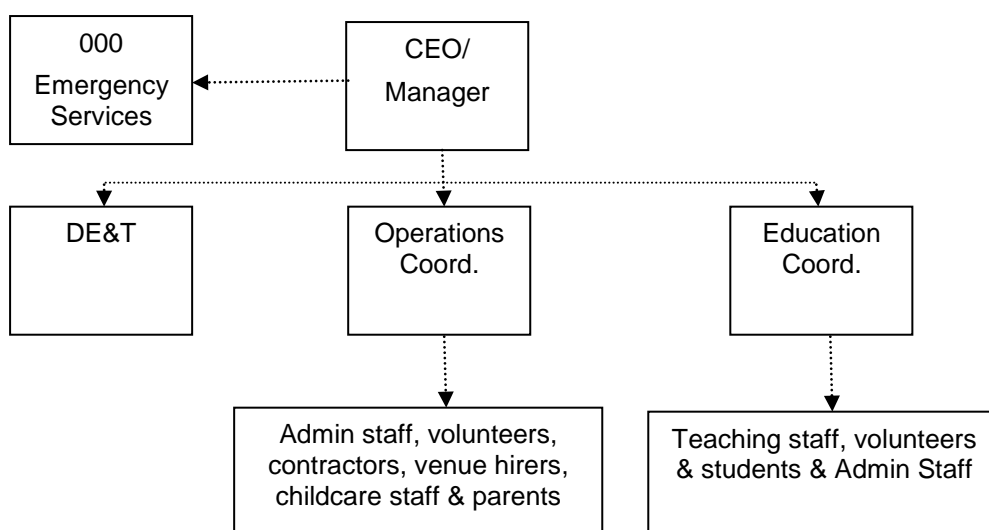 000
Emergency
Services
CEO/
Manager
DE&T
Operations
Coord.
Education
Coord.
Admin staff, volunteers,
contractors, venue hirers,
childcare staff & parents
Teaching staff, volunteers
& students & Admin Staff